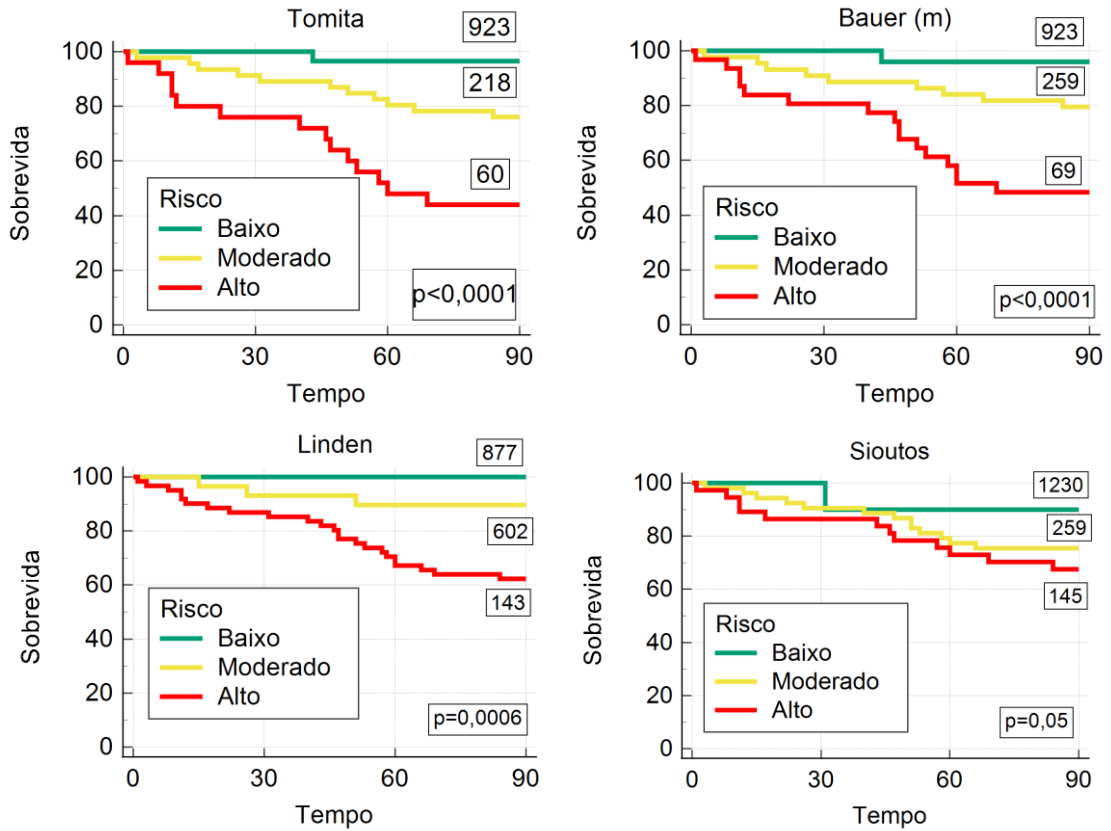 Tomita
923
218
60
Sobrevida
100
80
60
40
20
0
Risco
Baixo
Moderado
Alto
p<0,0001
0 30 60 90
Tempo
Bauer (m)
923
259
69
Sobrevida
100
80
60
40
20
0
Risco
Baixo
Moderado
Alto
p<0,0001
0 30 60 90
Tempo
Linden
877
602
143
Sobrevida
100
80
60
40
20
0
Risco
Baixo
Moderado
Alto
p=0,0006
0 30 60 90
Tempo
Sioutos
1230
259
145
Sobrevida
100
80
60
40
20
0
Risco
Baixo
Moderado
Alto
p=0,05
0 30 60 90
Tempo